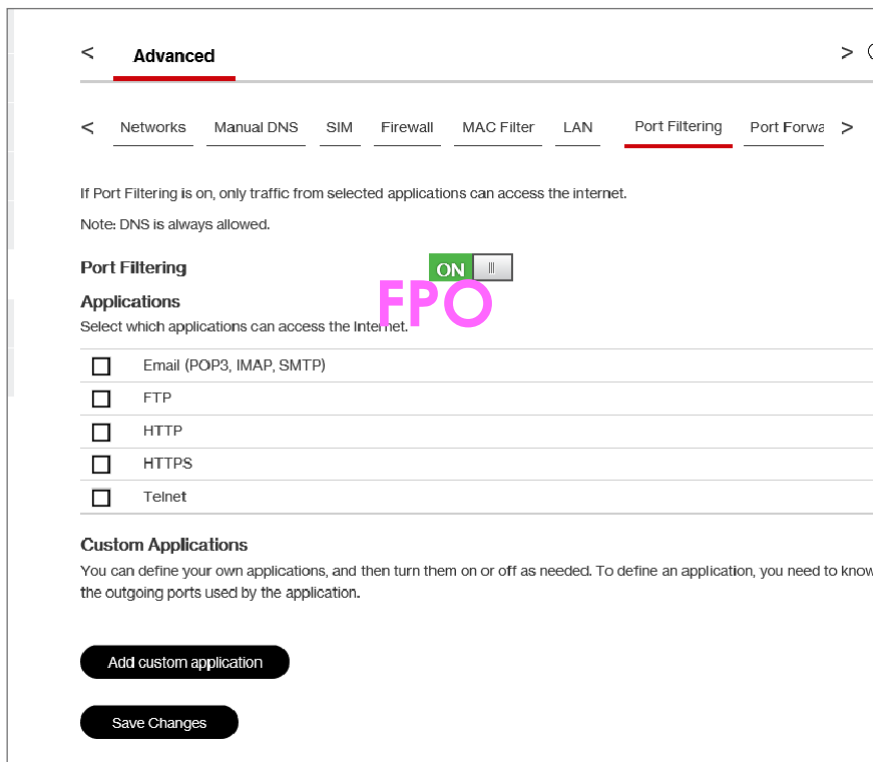 < Advanced >
< Networks Manual DNS SIM Firewall MAC Filter LAN Port Filtering Port Forwa >
If Port Filtering is on, only traffic from selected applications can access the internet.
Note: DNS is always allowed.
Port Filtering ON
FPO
Applications
Select which applications can access the Internet.
Email (POP3, IMAP, SMTP)
FTP
HTTP
HTTPS
Telnet
Custom Applications
You can define your own applications, and then turn them on or off as needed. To define an application, you need to know
the outgoing ports used by the application.
Add custom application
Save Changes